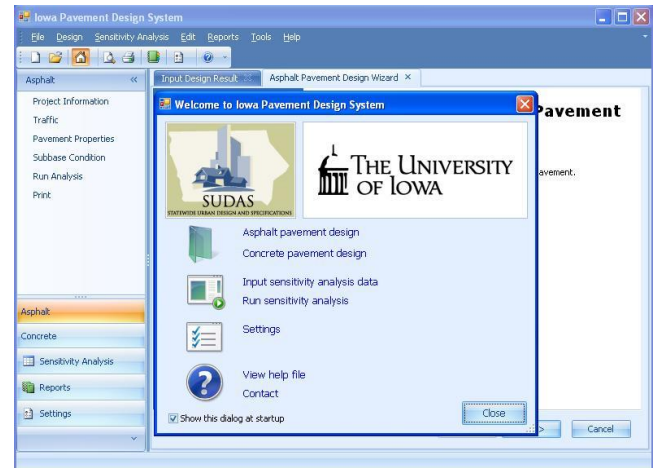 Iowa Pavement Design System
File Design Sensitivity Analysis Edit Reports Tools Help
Asphalt
Input Design Result
Asphalt Pavement Design Wizard
Project Information
Traffic
Pavement Properties
Subbase Condition
Run Analysis
Print
Asphalt
Concrete
Sensitivity Analysis
Reports
Settings
Welcome to Iowa Pavement Design System
Pavement
avement.
SUDAS
STATEWIDE URBAN DESIGN AND SPECIFICATIONS
THE UNIVERSITY
OF IOWA
Asphalt pavement design
Concrete pavement design
Input sensitivity analysis data
Run sensitivity analysis
Settings
View help file
Contact
Show this dialog at startup
Close
Cancel